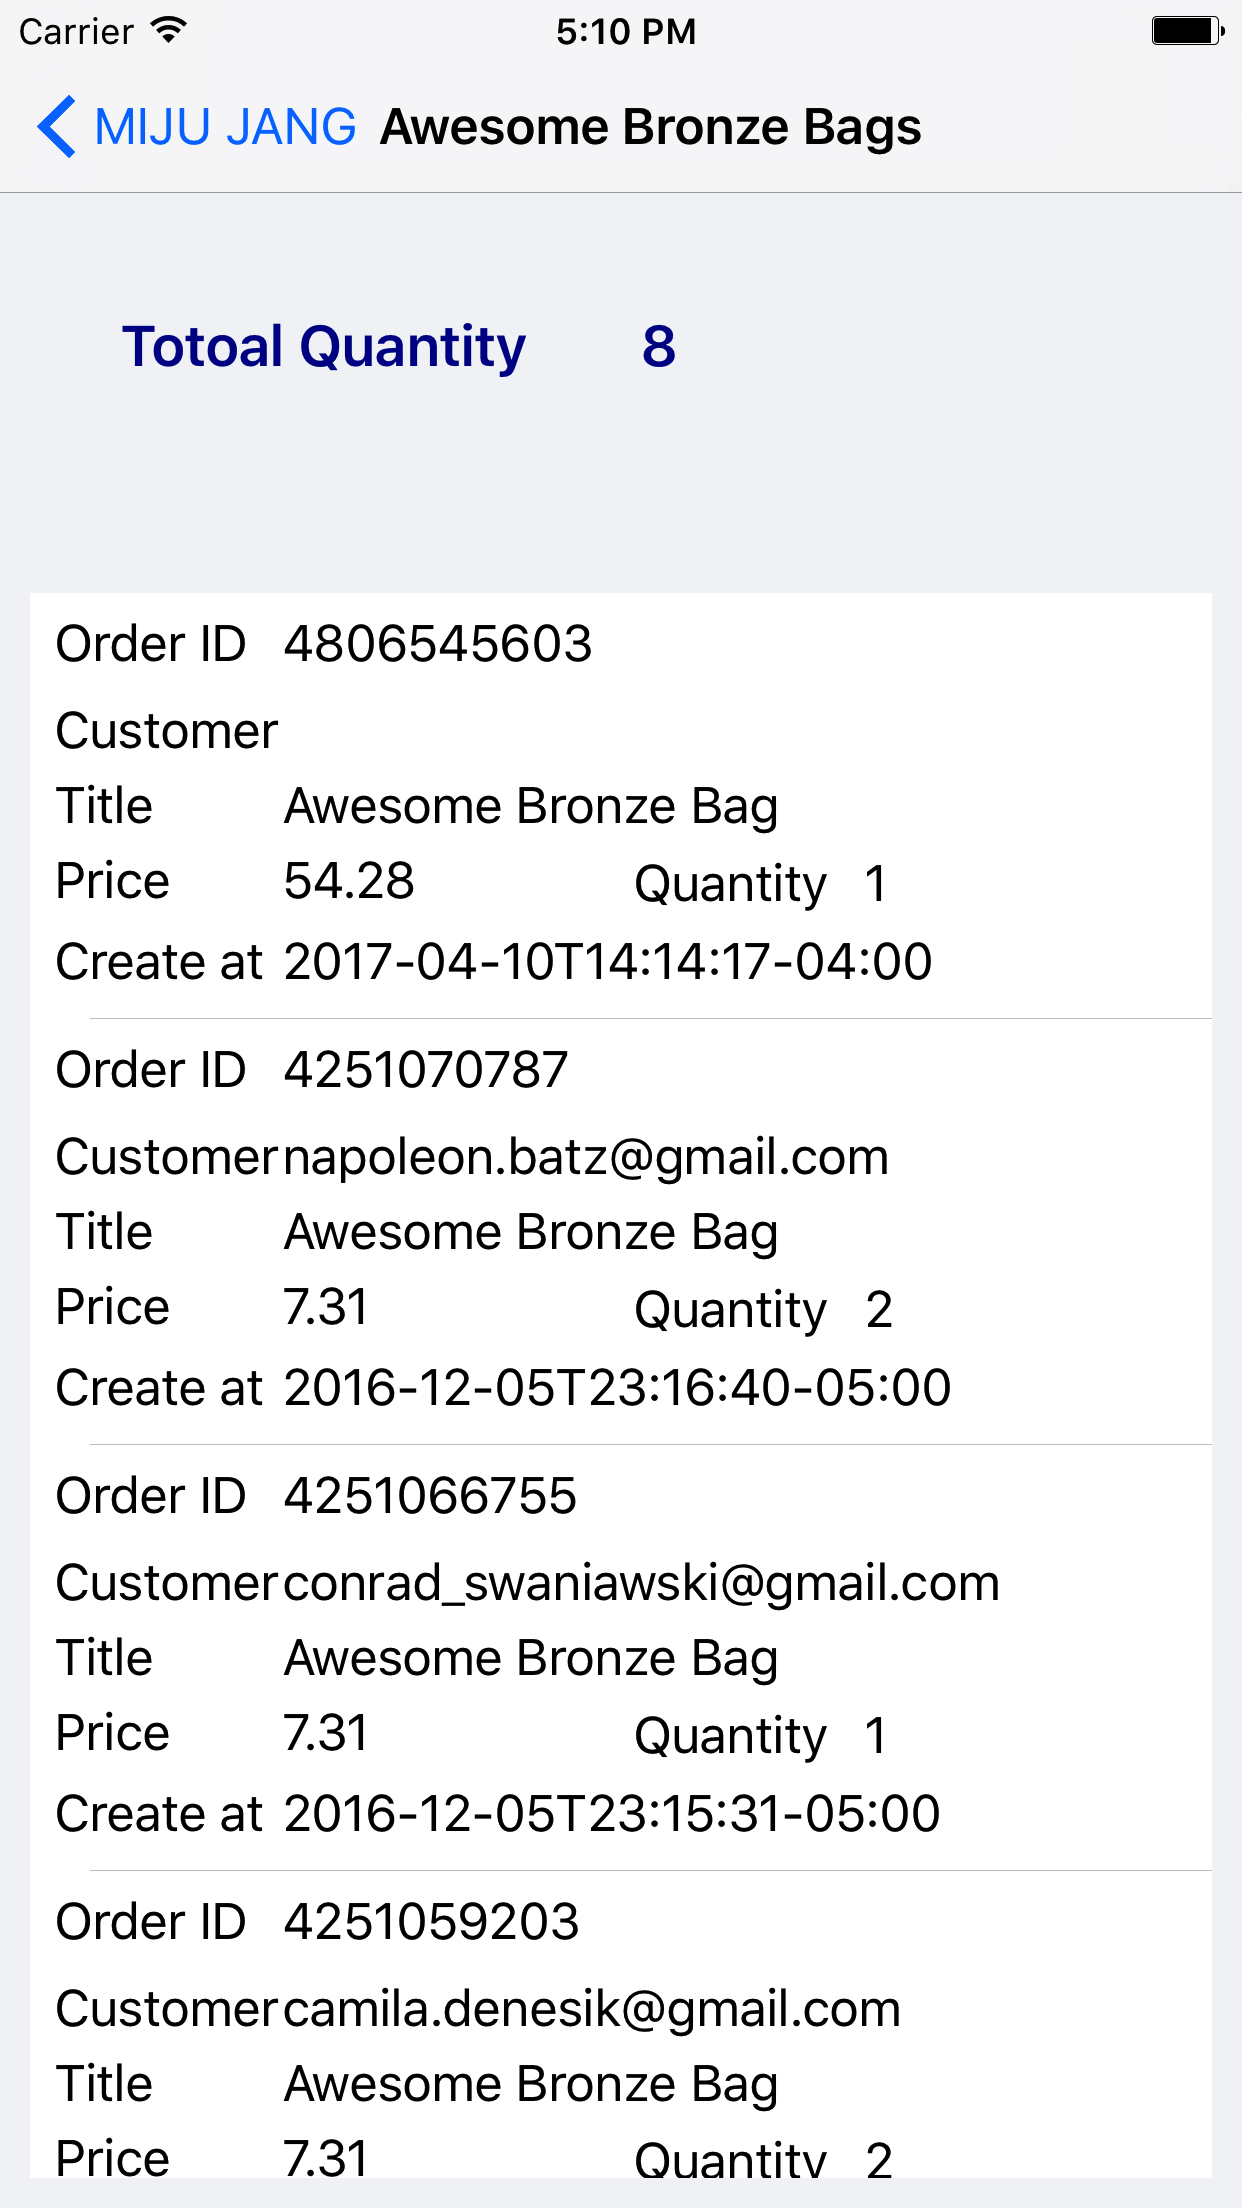 Carrier 5:10 PM
MIJU JANG Awesome Bronze Bags
Totoal Quantity 8
Order ID 4806545603
Customer
Title Awesome Bronze Bag
Price 54.28 Quantity 1
Create at 2017-04-10T14:14:17-04:00
Order ID 4251070787
Customer napoleon.batz@gmail.com
Title Awesome Bronze Bag
Price 7.31 Quantity 2
Create at 2016-12-05T23:16:40-05:00
Order ID 4251066755
Customer conrad_swaniawski@gmail.com
Title Awesome Bronze Bag
Price 7.31 Quantity 1
Create at 2016-12-05T23:15:31-05:00
Order ID 4251059203
Customer camila.denesik@gmail.com
Title Awesome Bronze Bag
Price 7.31 Quantity 2